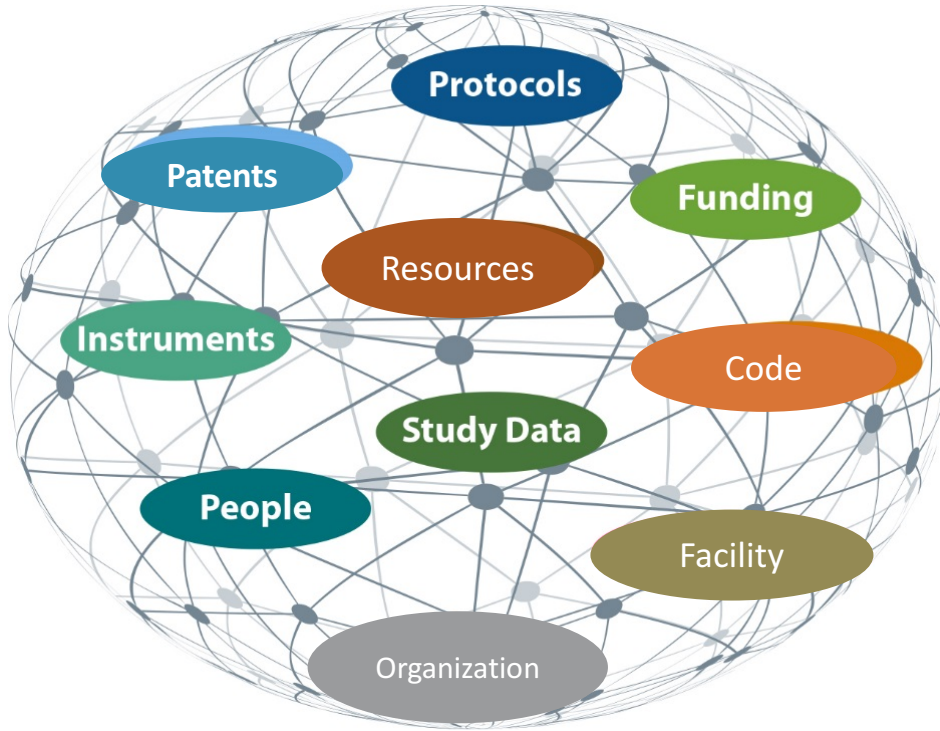 Protocols
Patents
Funding
Resources
Instruments
Code
Study Data
People
Facility
Organization